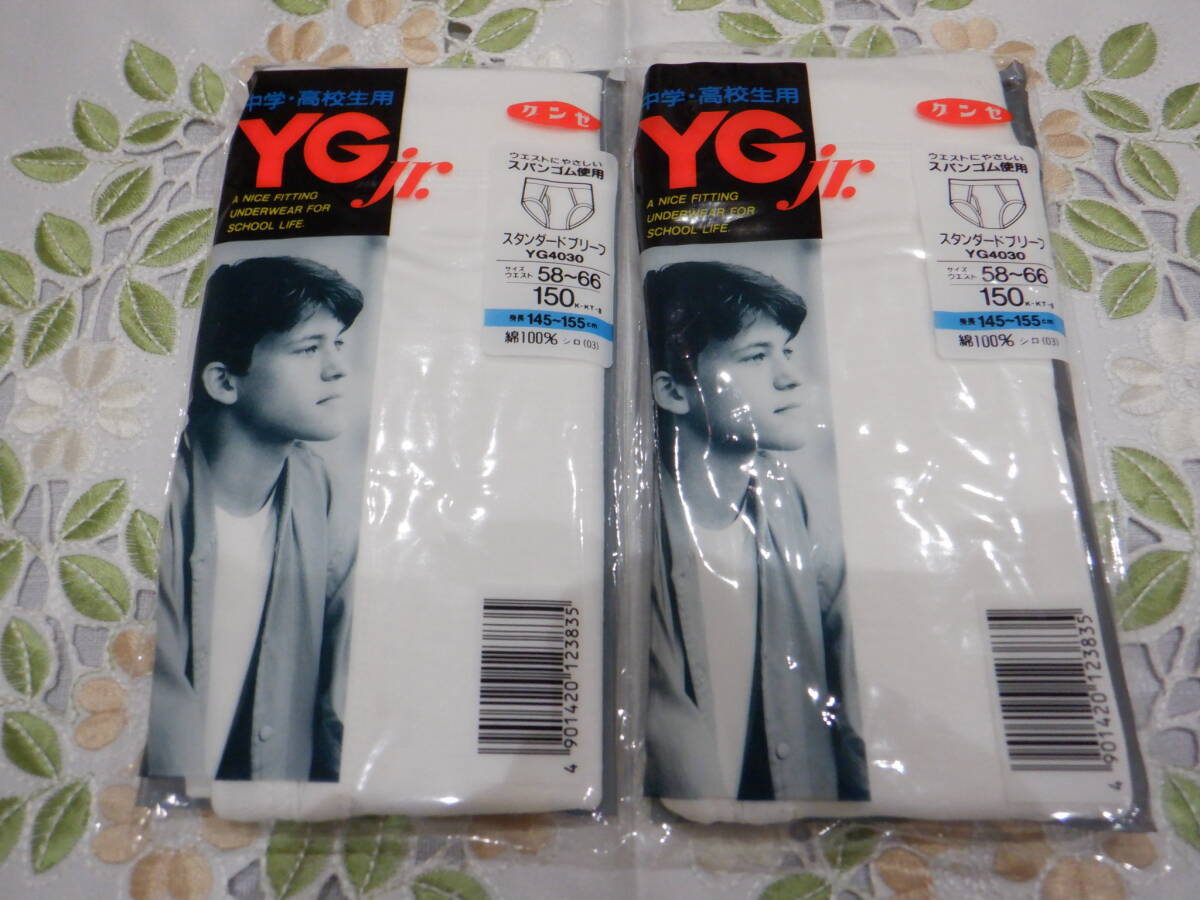 中学・高校生用
YG jr.
A NICE FITTING
UNDERWEAR FOR
SCHOOL LIFE.
グンゼ
ウエストにやさしい
スパンゴム使用
スタンダードブリーフ
YG4030
サイズ
ウエスト 58~66
150 K-KT-B
身長 145~155cm
綿100% シロ(03)
4 901420 123835
中学・高校生用
YG jr.
A NICE FITTING
UNDERWEAR FOR
SCHOOL LIFE.
グンゼ
ウエストにやさしい
スパンゴム使用
スタンダードブリーフ
YG4030
サイズ
ウエスト 58~66
150 K-KT-B
身長 145~155cm
綿100% シロ(03)
4 901420 123835